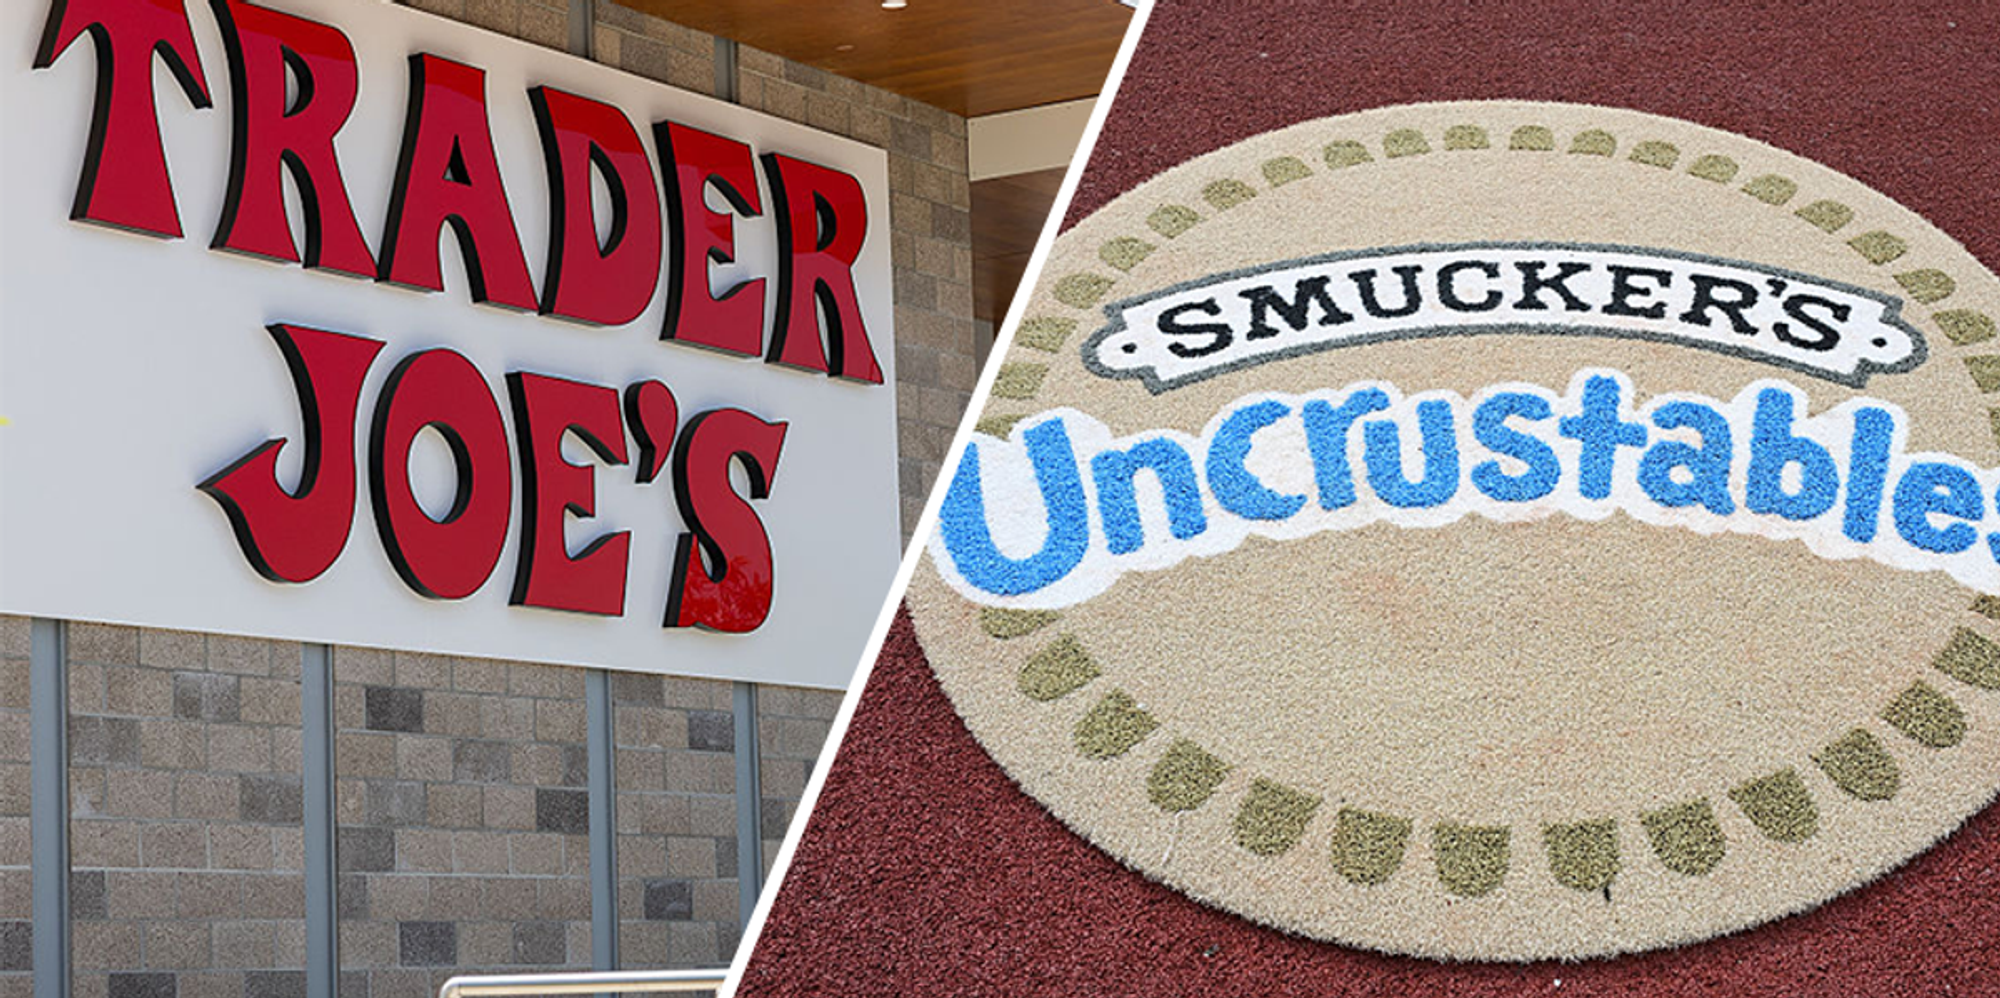 TRADER
JOE'S
SMUCKER'S
Uncrustables